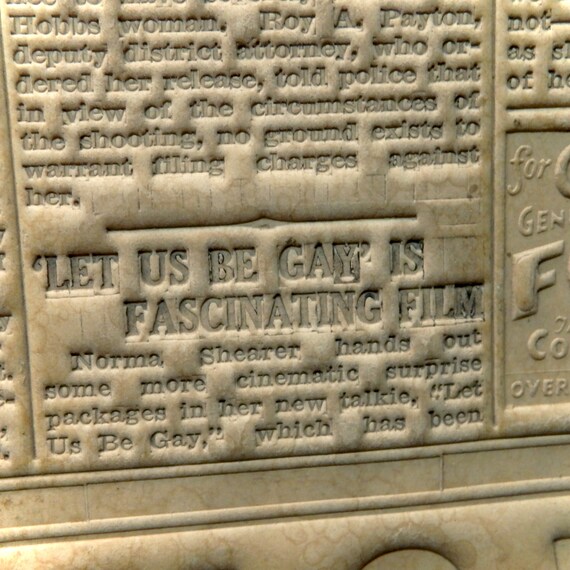 Hobbs woman. Roy A. Payton,
deputy district attorney, who or-
dered her release, told police that
in view of the circumstances of
the shooting, no ground exists to
warrant filing charges against
her.
'LET US BE GAY' IS
FASCINATING FILM
Norma Shearer hands out
some more cinematic surprise
packages in her new talkie, "Let
Us Be Gay," which has been
not—
as
of
for
GEN
CO
OVER